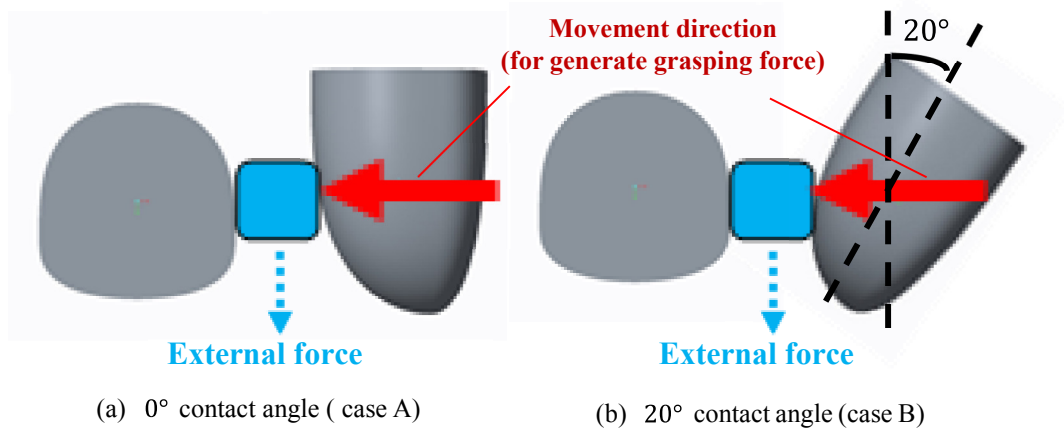 Movement direction
(for generate grasping force)
20°
External force
External force
(a) 0° contact angle ( case A)
(b) 20° contact angle (case B)